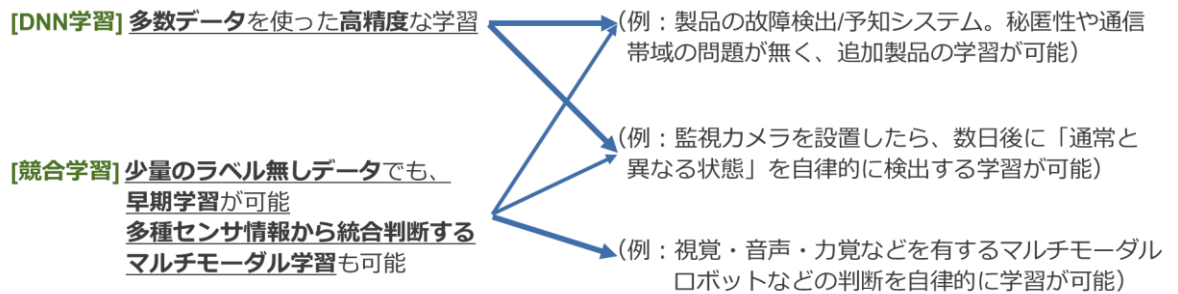 [DNN学習] 多数データを使った高精度な学習
（例：製品の故障検出/予知システム。秘匿性や通信
帯域の問題が無く、追加製品の学習が可能）
（例：監視カメラを設置したら、数日後に「通常と
異なる状態」を自律的に検出する学習が可能）
[競合学習] 少量のラベル無しデータでも、
早期学習が可能
多種センサ情報から統合判断する
マルチモーダル学習も可能
（例：視覚・音声・力覚などを有するマルチモーダル
ロボットなどの判断を自律的に学習が可能）